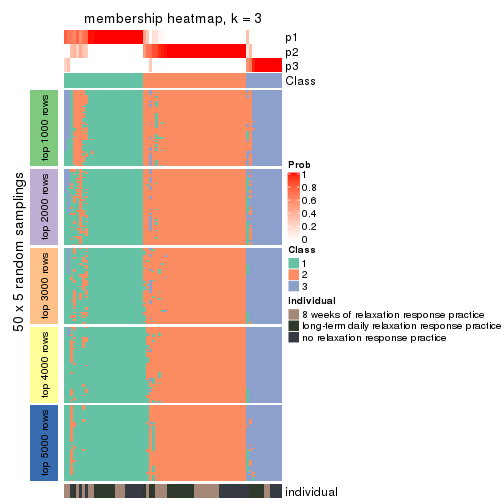 membership heatmap, k = 3
p1
p2
p3
Class
50 x 5 random samplings
top 1000 rows
top 2000 rows
top 3000 rows
top 4000 rows
top 5000 rows
Prob
1
0.8
0.6
0.4
0.2
0
Class
1
2
3
individual
8 weeks of relaxation response practice
long-term daily relaxation response practice
no relaxation response practice
individual